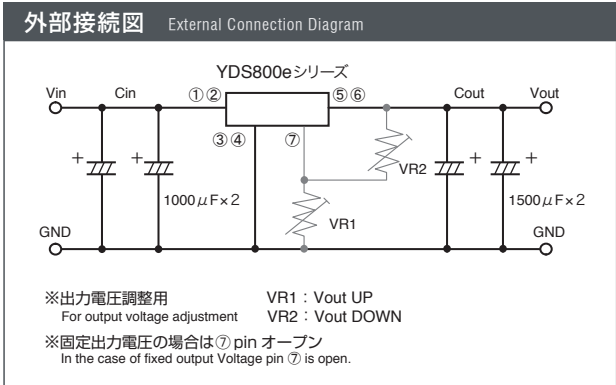 外部接続図 External Connection Diagram
YDS800eシリーズ
Vin Cin ①② ⑤⑥ Cout Vout
③④ ⑦
+ + VR2 + +
1000μF×2 VR1 1500μF×2
GND GND
※出力電圧調整用 VR1：Vout UP
For output voltage adjustment VR2：Vout DOWN
※固定出力電圧の場合は⑦pin オープン
In the case of fixed output Voltage pin ⑦ is open.